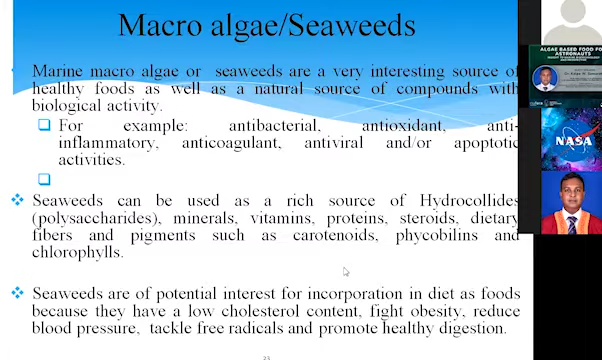 Macro algae/Seaweeds
Marine macro algae or seaweeds are a very interesting source of
healthy foods as well as a natural source of compounds with
biological activity.
For example: antibacterial, antioxidant, anti-
inflammatory, anticoagulant, antiviral and/or apoptotic
activities.
Seaweeds can be used as a rich source of Hydrocollides
(polysaccharides), minerals, vitamins, proteins, steroids, dietary
fibers and pigments such as carotenoids, phycobilins and
chlorophylls.
Seaweeds are of potential interest for incorporation in diet as foods
because they have a low cholesterol content, fight obesity, reduce
blood pressure, tackle free radicals and promote healthy digestion.
23
ALGAE BASED FOOD FO
ASTRONAUTS
NASA